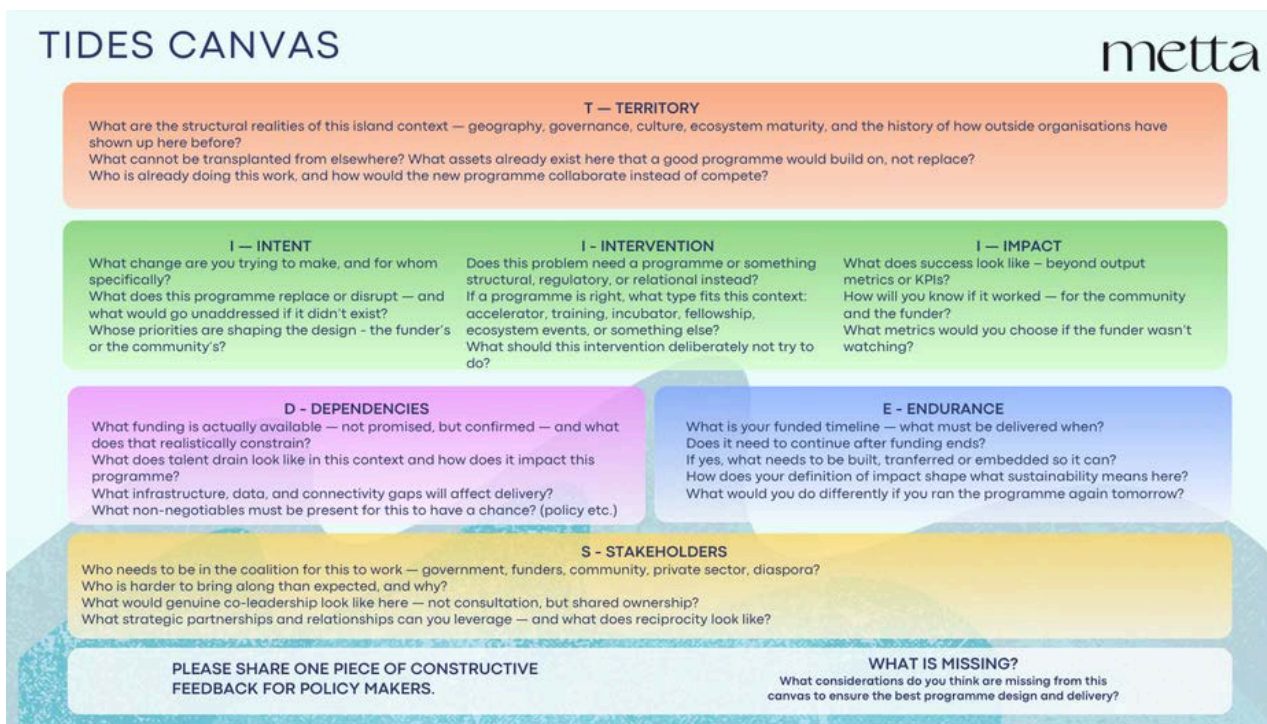 TIDES CANVAS
metta
T — TERRITORY
What are the structural realities of this island context — geography, governance, culture, ecosystem maturity, and the history of how outside organisations have
shown up here before?
What cannot be transplanted from elsewhere? What assets already exist here that a good programme would build on, not replace?
Who is already doing this work, and how would the new programme collaborate instead of compete?
I — INTENT
What change are you trying to make, and for whom
specifically?
What does this programme replace or disrupt — and
what would go unaddressed if it didn't exist?
Whose priorities are shaping the design - the funder's
or the community's?
I - INTERVENTION
Does this problem need a programme or something
structural, regulatory, or relational instead?
If a programme is right, what type fits this context:
accelerator, training, incubator, fellowship,
ecosystem events, or something else?
What should this intervention deliberately not try to
do?
I — IMPACT
What does success look like – beyond output
metrics or KPIs?
How will you know if it worked — for the community
and the funder?
What metrics would you choose if the funder wasn't
watching?
D - DEPENDENCIES
What funding is actually available — not promised, but confirmed — and what
does that realistically constrain?
What does talent drain look like in this context and how does it impact this
programme?
What infrastructure, data, and connectivity gaps will affect delivery?
What non-negotiables must be present for this to have a chance? (policy etc.)
E - ENDURANCE
What is your funded timeline — what must be delivered when?
Does it need to continue after funding ends?
If yes, what needs to be built, tranferred or embedded so it can?
How does your definition of impact shape what sustainability means here?
What would you do differently if you ran the programme again tomorrow?
S - STAKEHOLDERS
Who needs to be in the coalition for this to work — government, funders, community, private sector, diaspora?
Who is harder to bring along than expected, and why?
What would genuine co-leadership look like here — not consultation, but shared ownership?
What strategic partnerships and relationships can you leverage — and what does reciprocity look like?
PLEASE SHARE ONE PIECE OF CONSTRUCTIVE
FEEDBACK FOR POLICY MAKERS.
WHAT IS MISSING?
What considerations do you think are missing from this
canvas to ensure the best programme design and delivery?